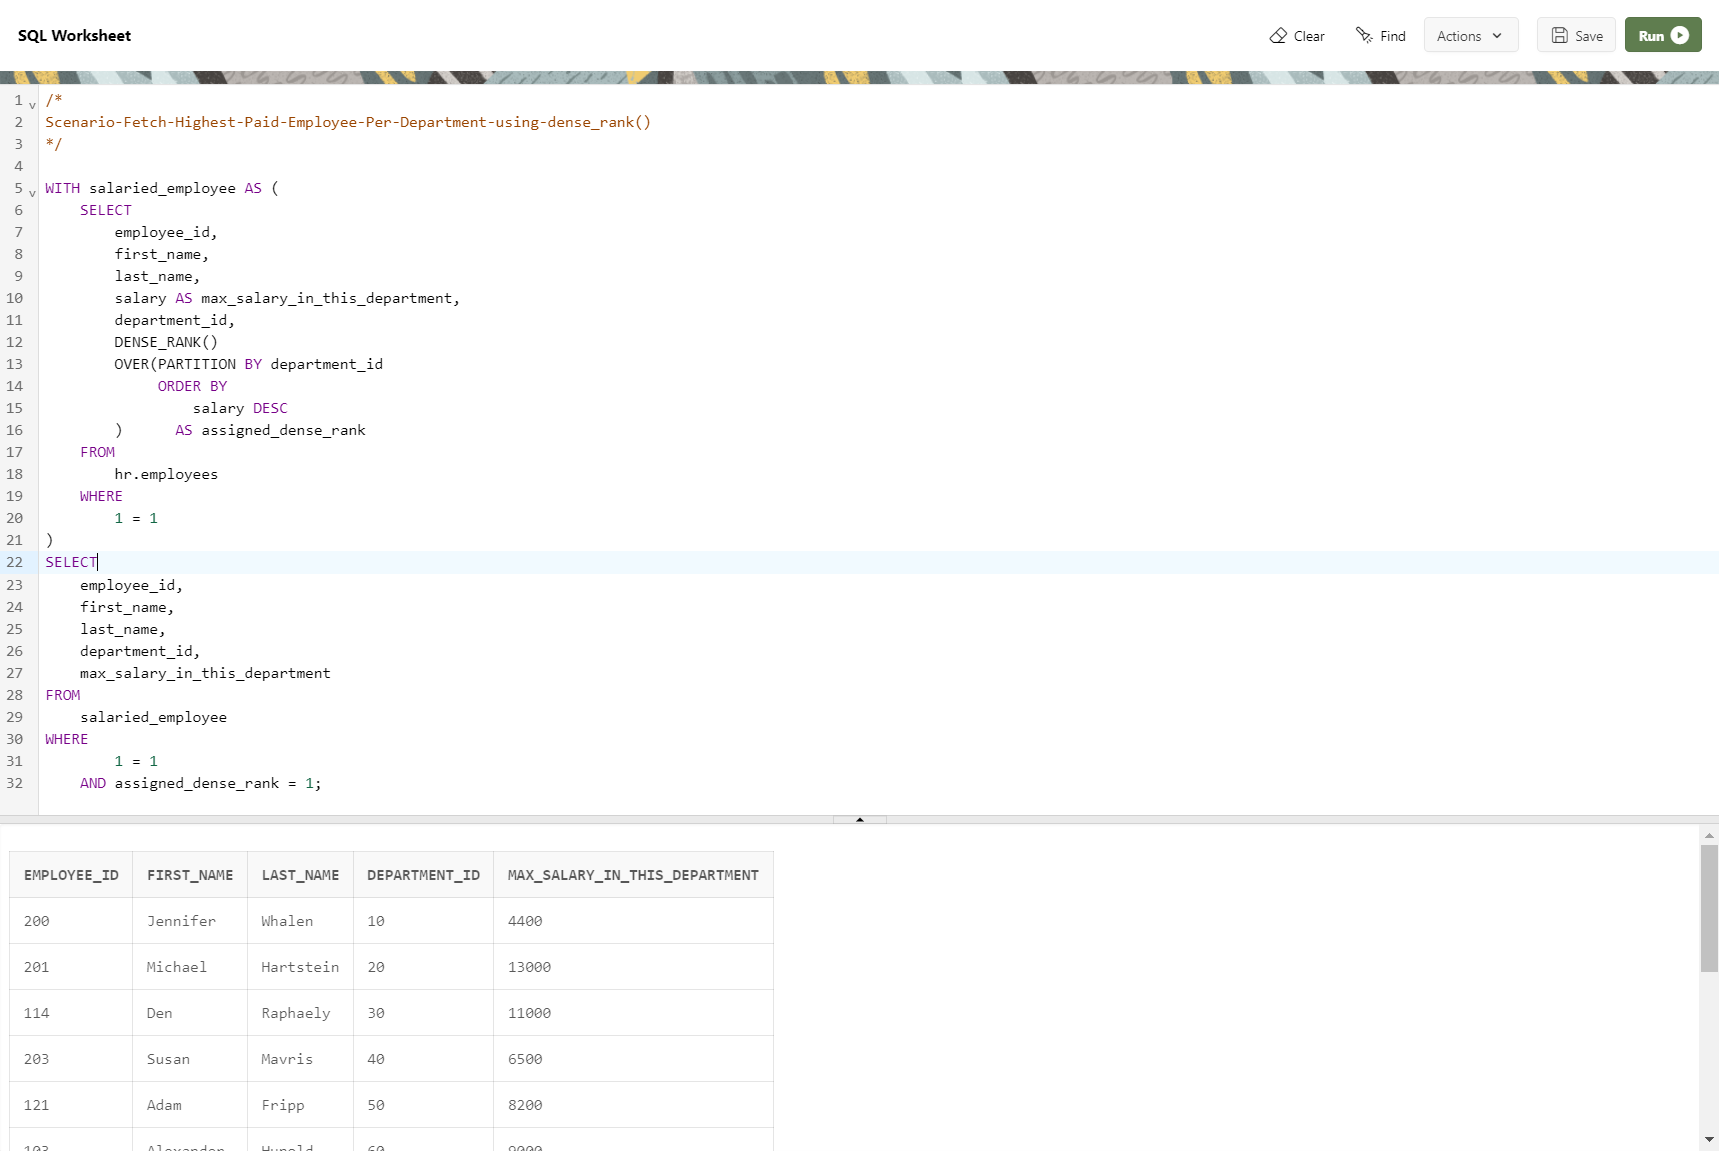 SQL Worksheet
Clear Find Actions Save Run
1 /*
2 Scenario-Fetch-Highest-Paid-Employee-Per-Department-using-dense_rank()
3 */
4
5 WITH salaried_employee AS (
6 SELECT
7 employee_id,
8 first_name,
9 last_name,
10 salary AS max_salary_in_this_department,
11 department_id,
12 DENSE_RANK()
13 OVER(PARTITION BY department_id
14 ORDER BY
15 salary DESC
16 ) AS assigned_dense_rank
17 FROM
18 hr.employees
19 WHERE
20 1 = 1
21 )
22 SELECT
23 employee_id,
24 first_name,
25 last_name,
26 department_id,
27 max_salary_in_this_department
28 FROM
29 salaried_employee
30 WHERE
31 1 = 1
32 AND assigned_dense_rank = 1;
EMPLOYEE_ID FIRST_NAME LAST_NAME DEPARTMENT_ID MAX_SALARY_IN_THIS_DEPARTMENT
200 Jennifer Whalen 10 4400
201 Michael Hartstein 20 13000
114 Den Raphaely 30 11000
203 Susan Mavris 40 6500
121 Adam Fripp 50 8200